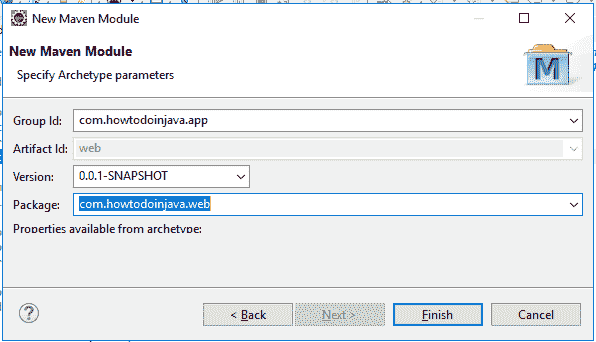 New Maven Module
New Maven Module
Specify Archetype parameters
M
Group Id: com.howtodoinjava.app
Artifact Id: web
Version: 0.0.1-SNAPSHOT
Package: com.howtodoinjava.web
Properties available from archetype:
? < Back Next > Finish Cancel